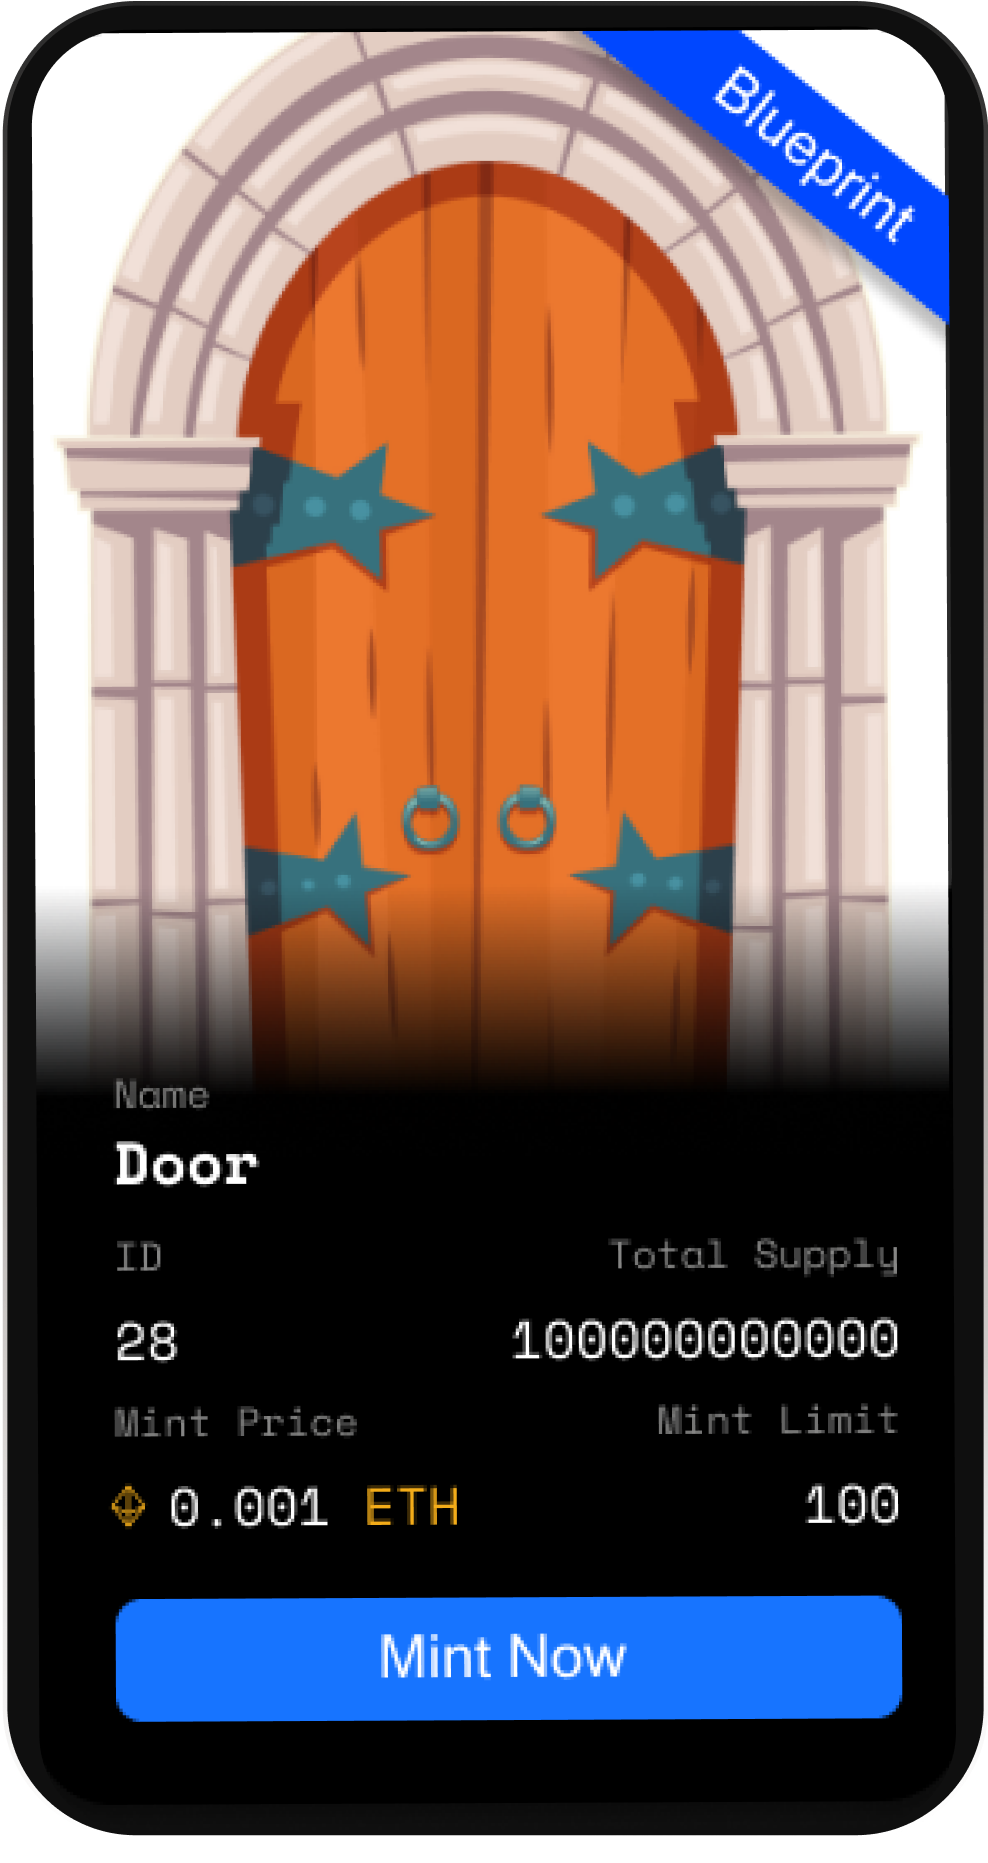 Blueprint
Name
Door
ID
Total Supply
28
100000000000
Mint Price
Mint Limit
0.001 ETH
100
Mint Now